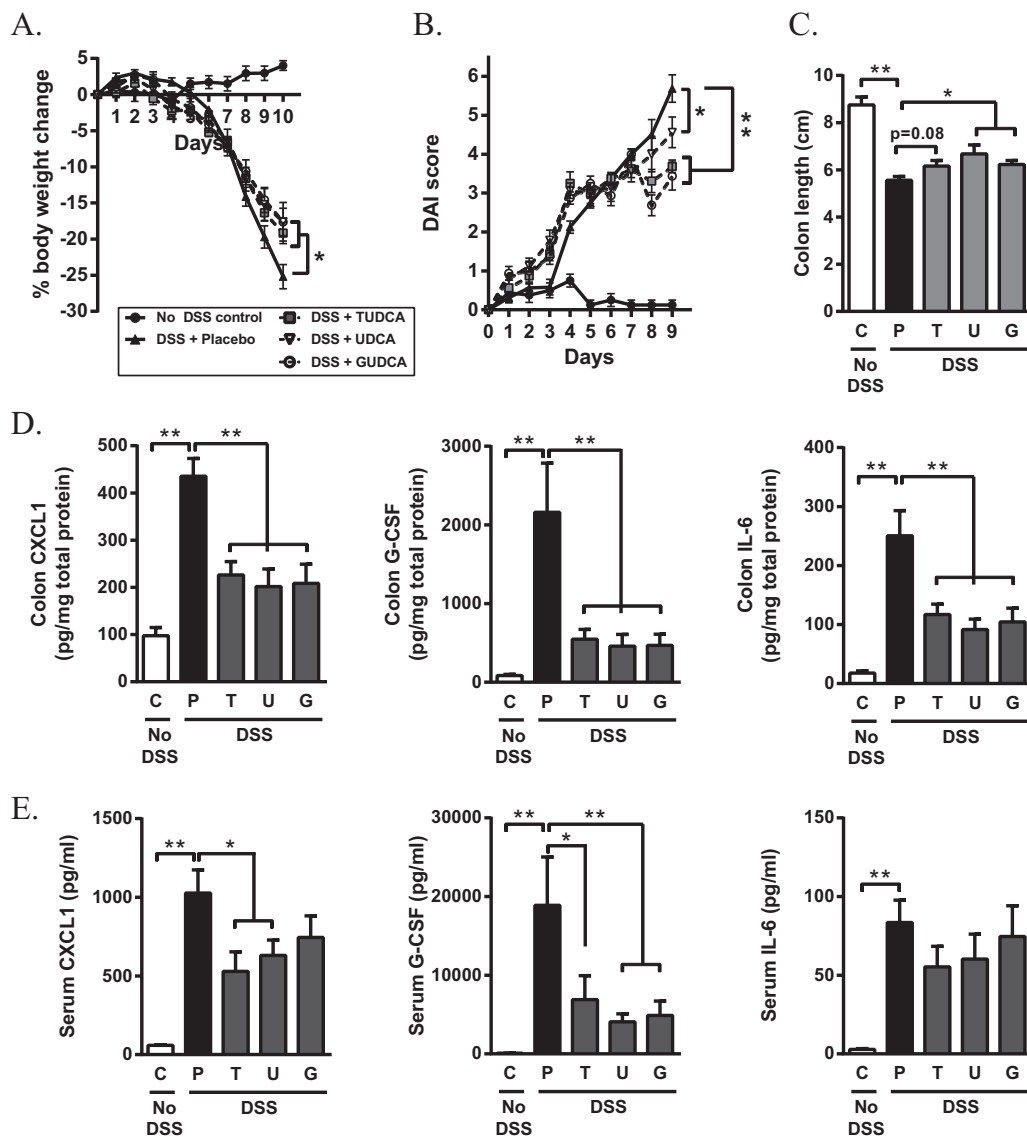 A.
% body weight change
5
0
-5
-10
-15
-20
-25
-30
1 2 3 4 5 6 7 8 9 10
Days
*
No DSS control
DSS + Placebo
DSS + TUDCA
DSS + UDCA
DSS + GUDCA
B.
DAI score
6
5
4
3
2
1
0
0 1 2 3 4 5 6 7 8 9
Days
*
**
C.
Colon length (cm)
10
8
6
4
2
0
**
*
p=0.08
C P T U G
No DSS
DSS
D.
Colon CXCL1
(pg/mg total protein)
500
400
300
200
100
0
** **
C P T U G
No DSS
DSS
Colon G-CSF
(pg/mg total protein)
3000
2000
1000
0
** **
C P T U G
No DSS
DSS
Colon IL-6
(pg/mg total protein)
400
300
200
100
0
** **
C P T U G
No DSS
DSS
E.
Serum CXCL1 (pg/ml)
1500
1000
500
0
** *
C P T U G
No DSS
DSS
Serum G-CSF (pg/ml)
30000
20000
10000
0
** **
*
C P T U G
No DSS
DSS
Serum IL-6 (pg/ml)
150
100
50
0
**
C P T U G
No DSS
DSS